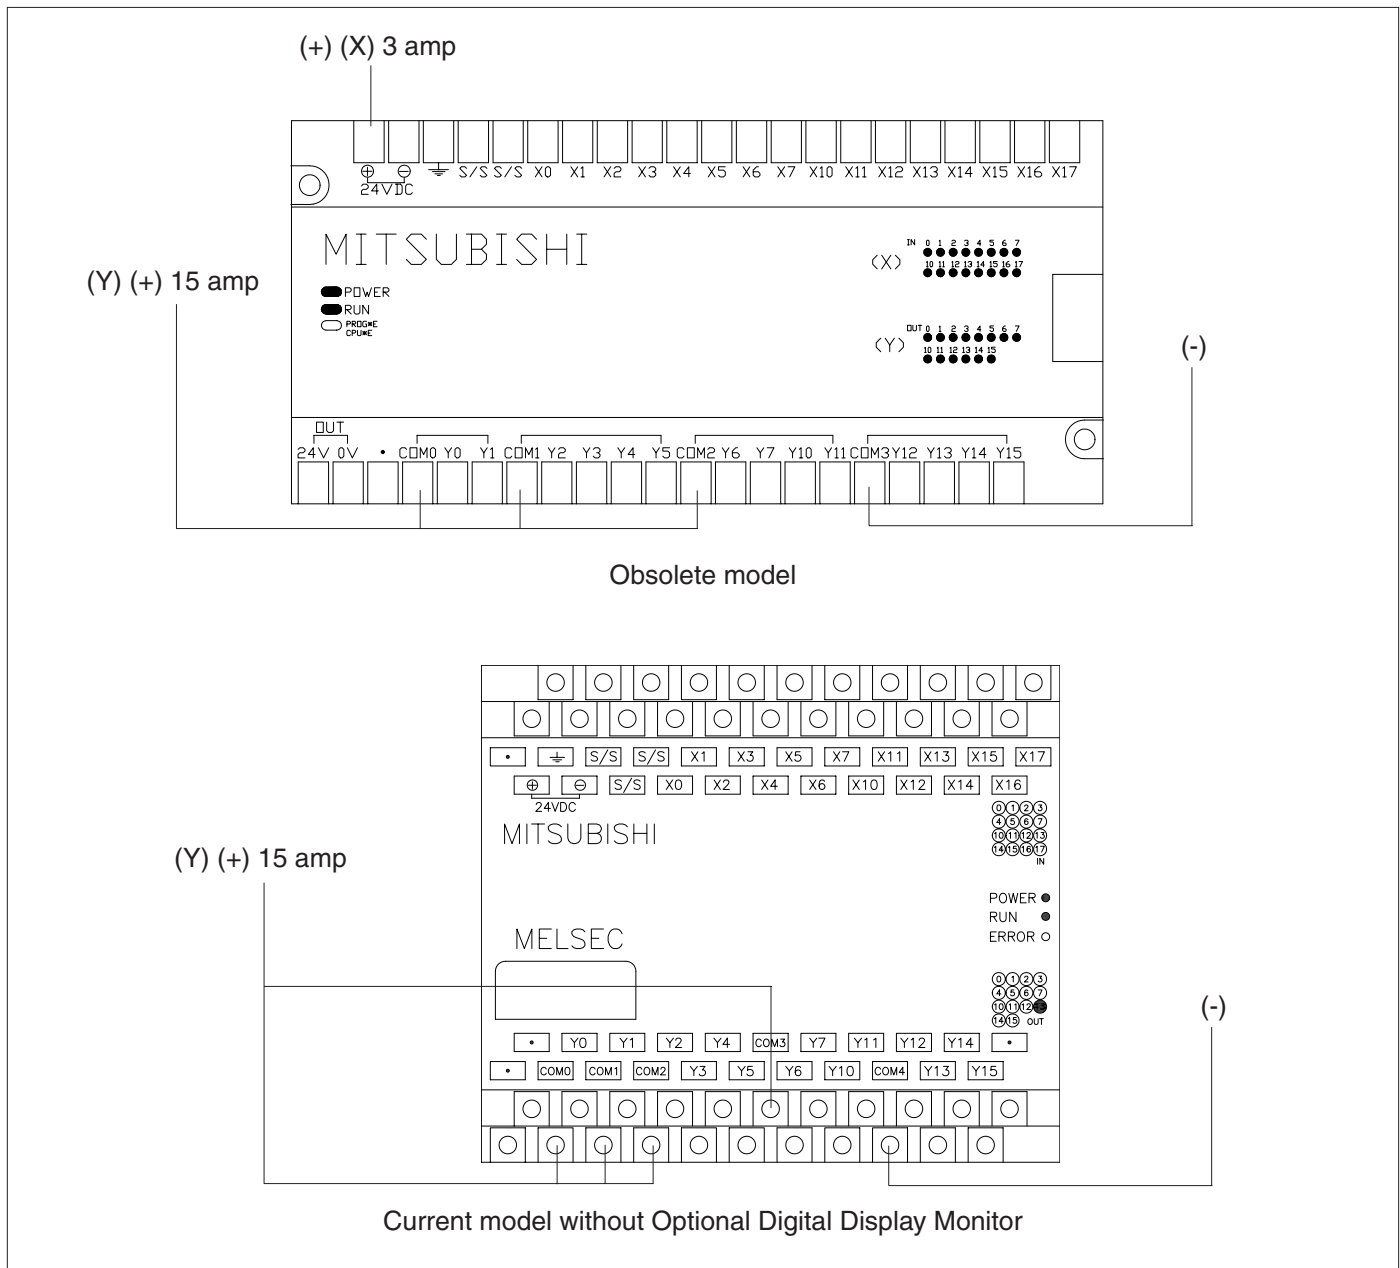 (+) (X) 3 amp
S/S S/S X0 X1 X2 X3 X4 X5 X6 X7 X10 X11 X12 X13 X14 X15 X16 X17
24VDC
MITSUBISHI
(Y) (+) 15 amp
POWER
RUN
PROG*E
CPU*E
IN 0 1 2 3 4 5 6 7
(X)
10 11 12 13 14 15 16 17
OUT 0 1 2 3 4 5 6 7
(Y)
10 11 12 13 14 15
(-)
OUT
24V 0V • COM0 Y0 Y1 COM1 Y2 Y3 Y4 Y5 COM2 Y6 Y7 Y10 Y11 COM3 Y12 Y13 Y14 Y15
Obsolete model
• S/S S/S X1 X3 X5 X7 X11 X13 X15 X17
S/S X0 X2 X4 X6 X10 X12 X14 X16
24VDC
MITSUBISHI
0 1 2 3
4 5 6 7
10 11 12 13
14 15 16 17
IN
(Y) (+) 15 amp
POWER
RUN
ERROR
MELSEC
0 1 2 3
4 5 6 7
10 11 12 13
14 15 OUT
(-)
• Y0 Y1 Y2 Y4 COM3 Y7 Y11 Y12 Y14 •
• COM0 COM1 COM2 Y3 Y5 Y6 Y10 COM4 Y13 Y15
Current model without Optional Digital Display Monitor